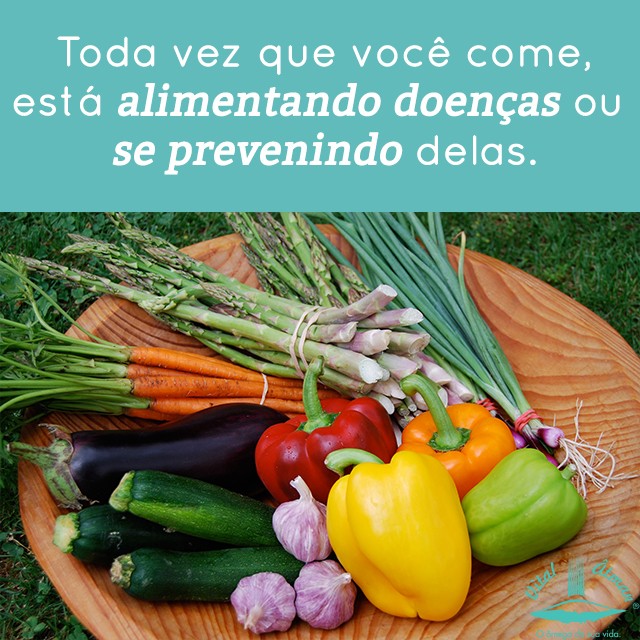 Toda vez que você come,
está alimentando doenças ou
se prevenindo delas.